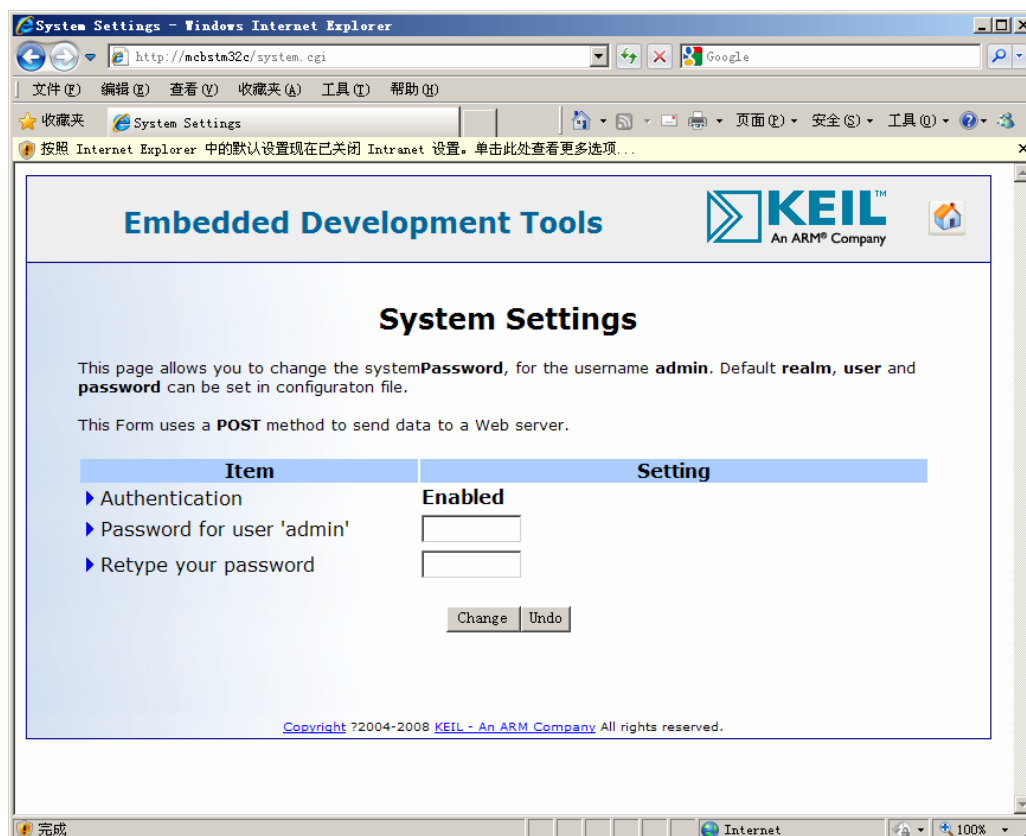 System Settings - Windows Internet Explorer
http://mcbstm32c/system.cgi
Google
文件(F) 编辑(E) 查看(V) 收藏夹(A) 工具(T) 帮助(H)
收藏夹 System Settings 页面(P) 安全(S) 工具(O)
按照 Internet Explorer 中的默认设置现在已关闭 Intranet 设置。单击此处查看更多选项...
Embedded Development Tools
KEIL™
An ARM® Company
System Settings
This page allows you to change the systemPassword, for the username admin. Default realm, user and
password can be set in configuraton file.
This Form uses a POST method to send data to a Web server.
Item Setting
Authentication Enabled
Password for user 'admin'
Retype your password
Change Undo
Copyright ?2004-2008 KEIL - An ARM Company All rights reserved.
完成 Internet 100%